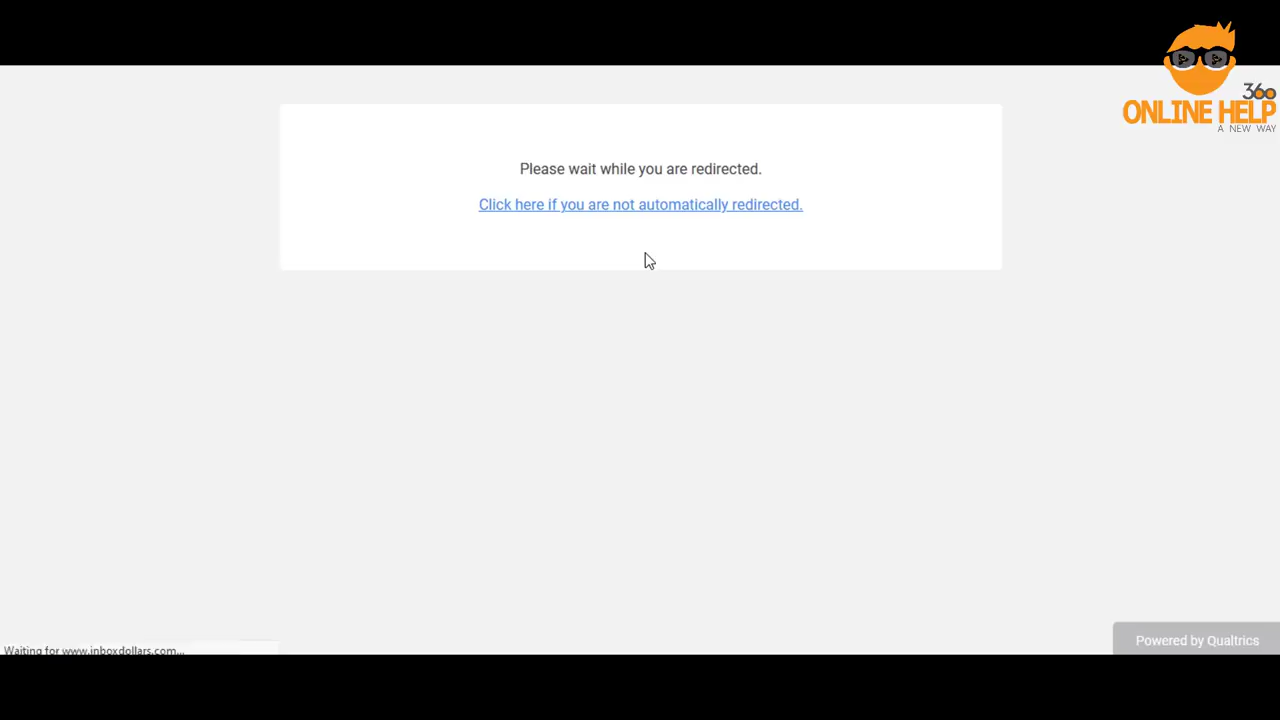 360
ONLINE HELP
A NEW WAY
Please wait while you are redirected.
Click here if you are not automatically redirected.
Powered by Qualtrics
Waiting for www.inboxdollars.com...